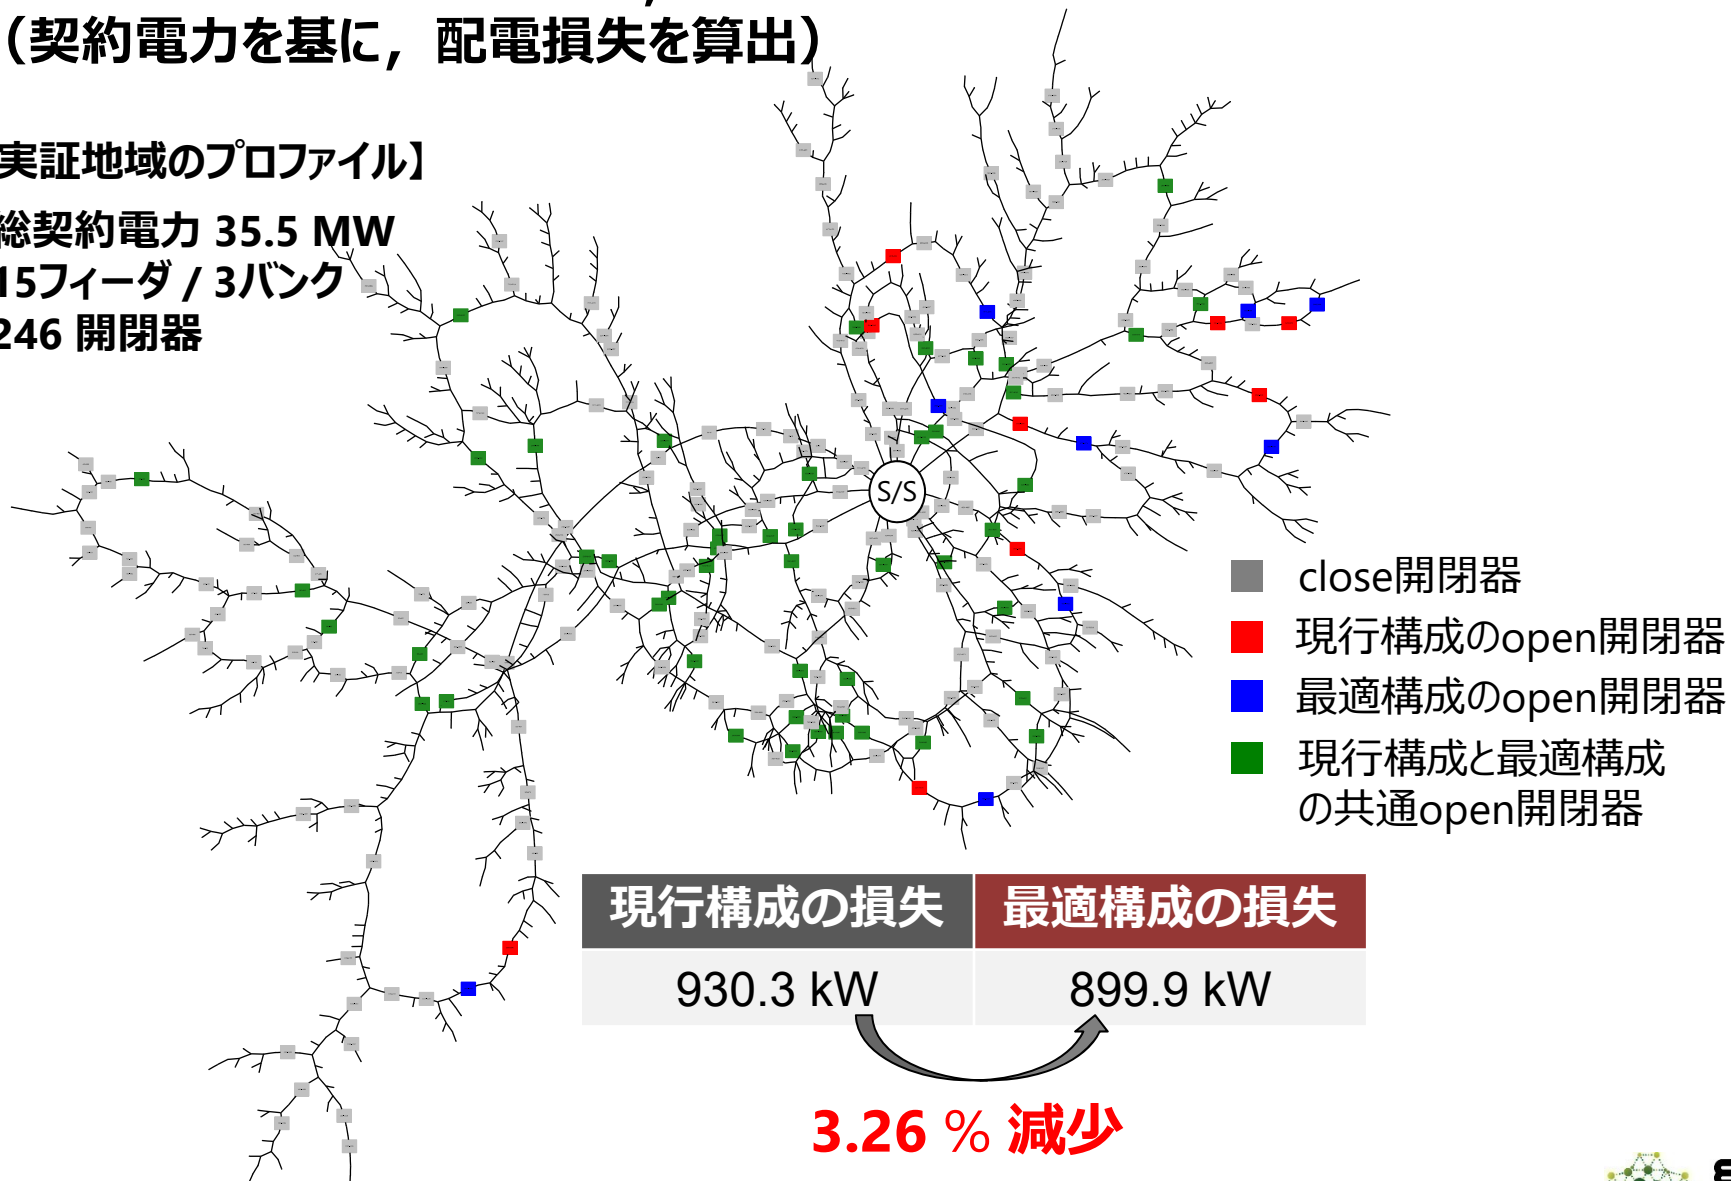 （契約電力を基に，配電損失を算出）
実証地域のプロファイル】
総契約電力 35.5 MW
15フィーダ / 3バンク
246 開閉器
S/S
close開閉器
現行構成のopen開閉器
最適構成のopen開閉器
現行構成と最適構成
の共通open開閉器
現行構成の損失 最適構成の損失
930.3 kW 899.9 kW
3.26 % 減少